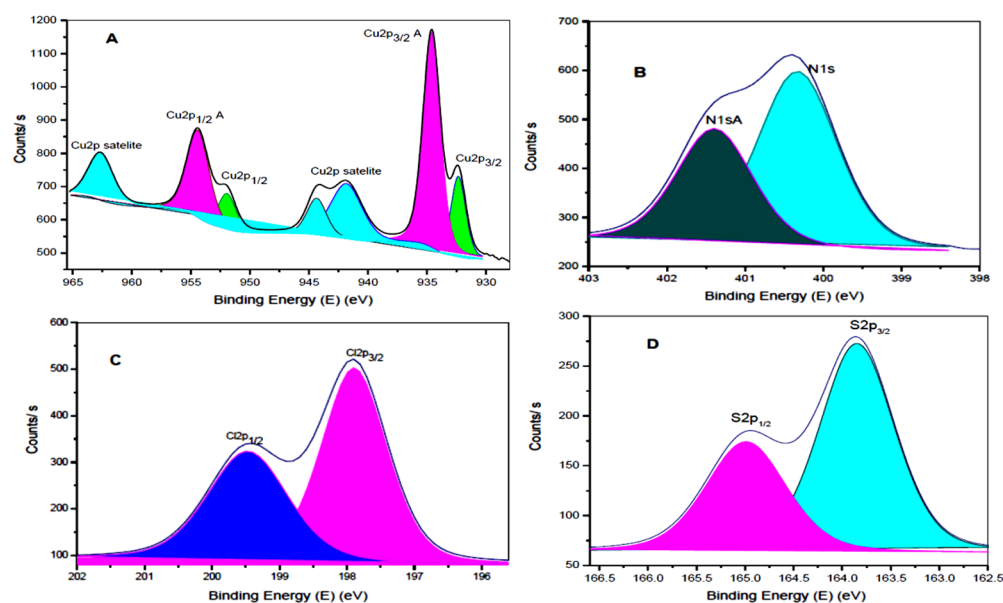 A
Cu2p3/2 A
Cu2p1/2 A
Cu2p satelite
Cu2p1/2
Cu2p satelite
Cu2p3/2
1200
1100
1000
900
800
700
600
500
Counts/ s
965 960 955 950 945 940 935 930
Binding Energy (E) (eV)
B
N1s
N1sA
700
600
500
400
300
200
Counts/ s
403 402 401 400 399 398
Binding Energy (E) (eV)
C
Cl2p3/2
Cl2p1/2
600
500
400
300
200
100
Counts/ s
202 201 200 199 198 197 196
Binding Energy (E) (eV)
D
S2p3/2
S2p1/2
300
250
200
150
100
50
Counts/ s
166.5 166.0 165.5 165.0 164.5 164.0 163.5 163.0 162.5
Binding Energy (E) (eV)